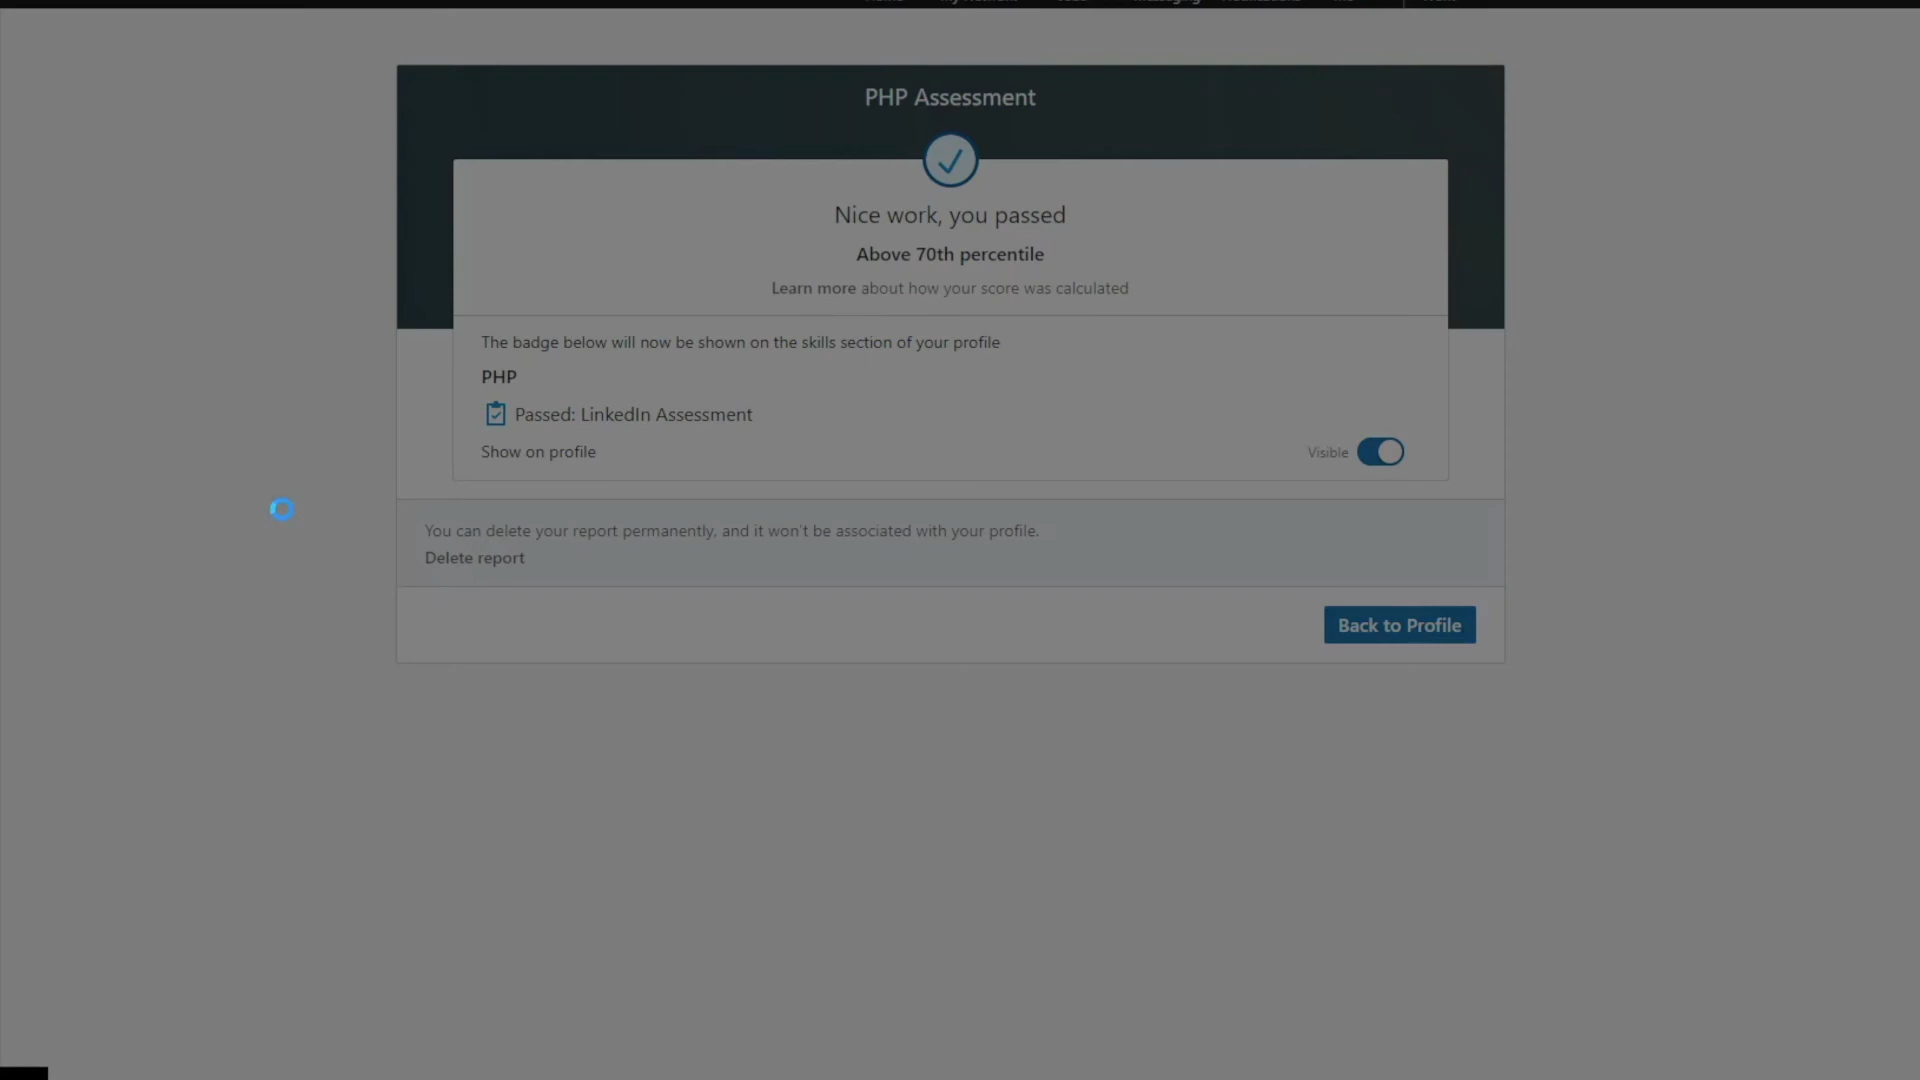 PHP Assessment
Nice work, you passed
Above 70th percentile
Learn more about how your score was calculated
The badge below will now be shown on the skills section of your profile
PHP
Passed: LinkedIn Assessment
Show on profile
Visible
You can delete your report permanently, and it won't be associated with your profile.
Delete report
Back to Profile